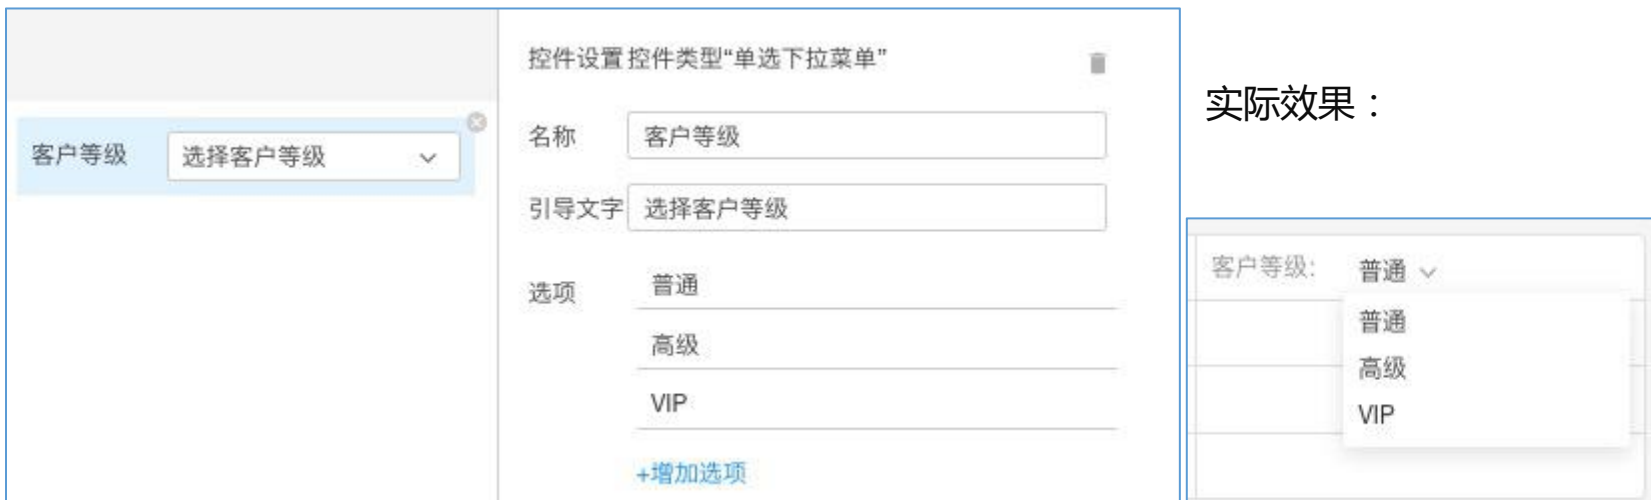 客户等级 选择客户等级
控件设置 控件类型“单选下拉菜单”
名称 客户等级
引导文字 选择客户等级
选项 普通
高级
VIP
+增加选项
实际效果：
客户等级: 普通
普通
高级
VIP